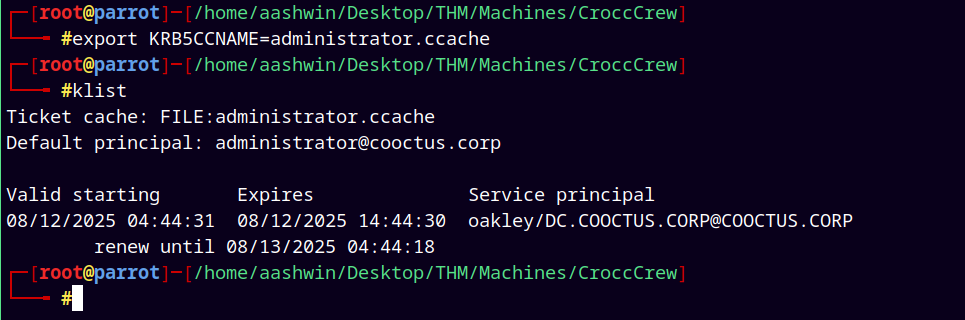 ┌─[root@parrot]─[/home/aashwin/Desktop/THM/Machines/CroccCrew]
└──╼ #export KRB5CCNAME=administrator.ccache
┌─[root@parrot]─[/home/aashwin/Desktop/THM/Machines/CroccCrew]
└──╼ #klist
Ticket cache: FILE:administrator.ccache
Default principal: administrator@cooctus.corp

Valid starting       Expires              Service principal
08/12/2025 04:44:31  08/12/2025 14:44:30  oakley/DC.COOCTUS.CORP@COOCTUS.CORP
        renew until 08/13/2025 04:44:18
┌─[root@parrot]─[/home/aashwin/Desktop/THM/Machines/CroccCrew]
└──╼ #